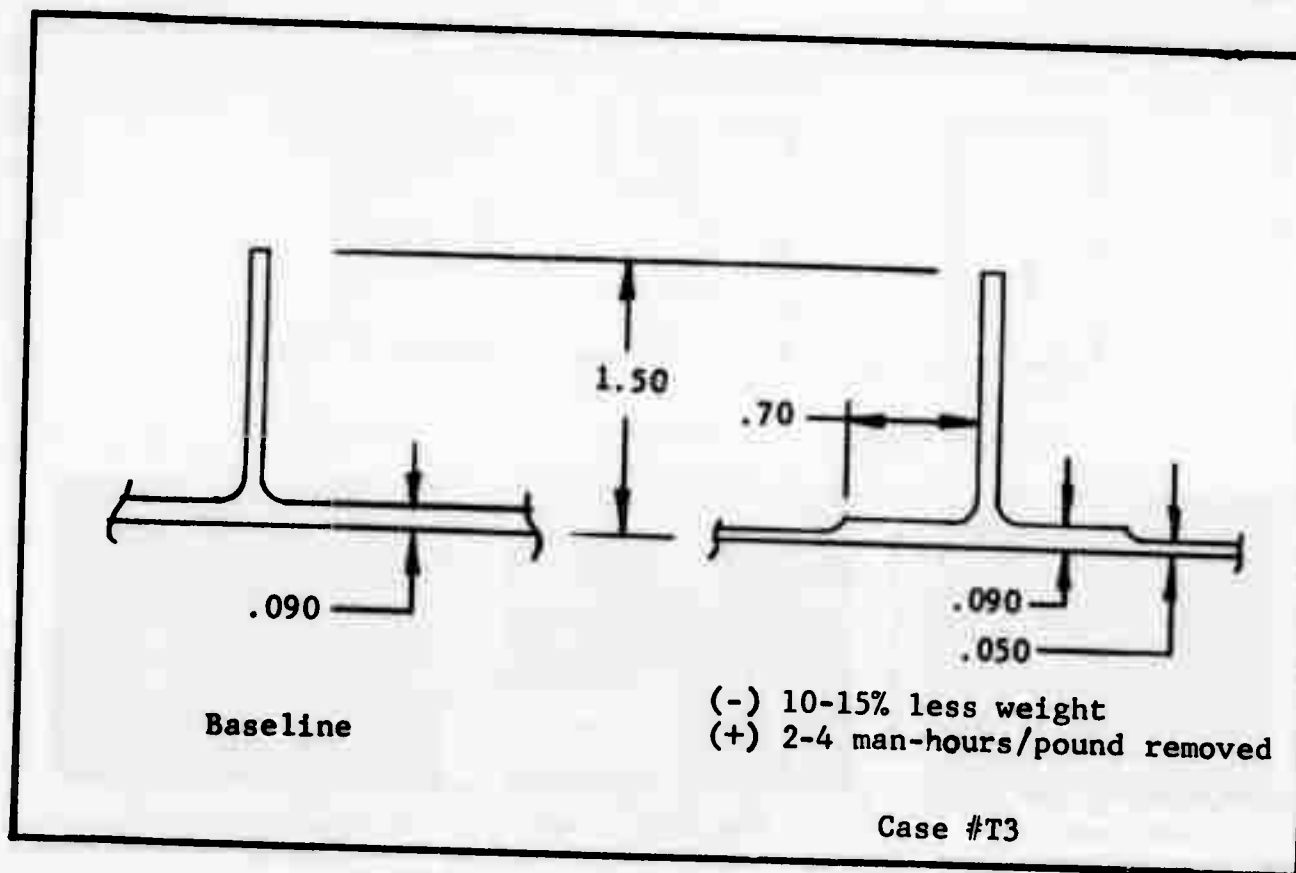 1.50
.70
.090
.090
.050
Baseline
(-) 10-15% less weight
(+) 2-4 man-hours/pound removed
Case #T3